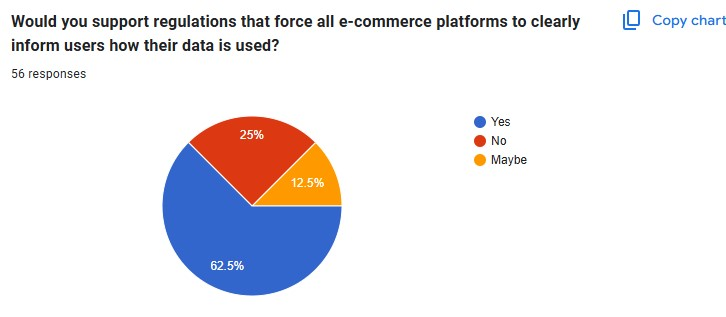 Would you support regulations that force all e-commerce platforms to clearly
inform users how their data is used?
Copy chart
56 responses
25%
12.5%
62.5%
Yes
No
Maybe